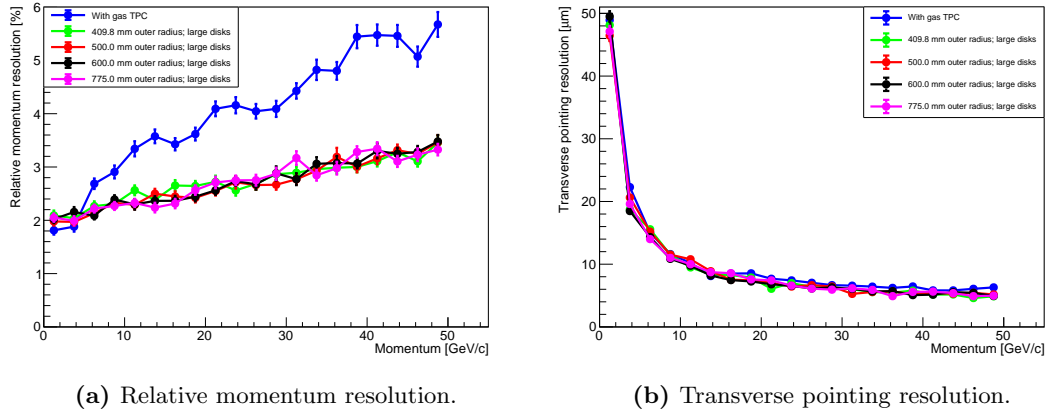 Relative momentum resolution [%]
6
5
4
3
2
1
0
With gas TPC
409.8 mm outer radius; large disks
500.0 mm outer radius; large disks
600.0 mm outer radius; large disks
775.0 mm outer radius; large disks
0 10 20 30 40 50
Momentum [GeV/c]
(a) Relative momentum resolution.
Transverse pointing resolution [μm]
50
40
30
20
10
0
With gas TPC
409.8 mm outer radius; large disks
500.0 mm outer radius; large disks
600.0 mm outer radius; large disks
775.0 mm outer radius; large disks
0 10 20 30 40 50
Momentum [GeV/c]
(b) Transverse pointing resolution.